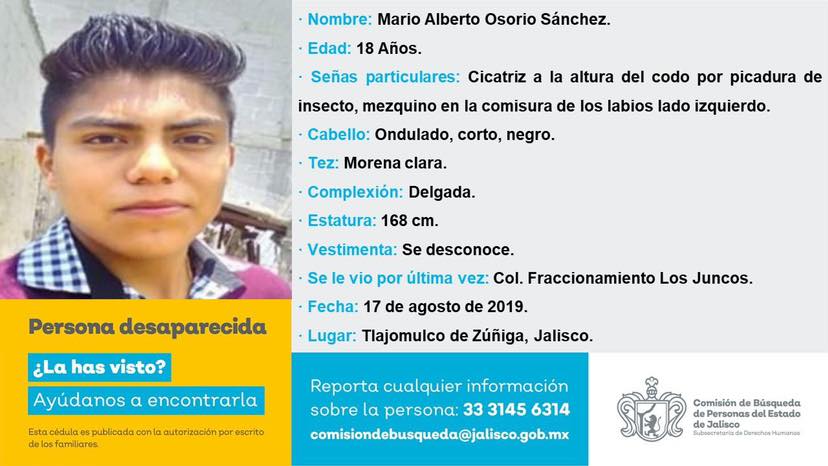 · Nombre: Mario Alberto Osorio Sánchez.
· Edad: 18 Años.
· Señas particulares: Cicatriz a la altura del codo por picadura de
insecto, mezquino en la comisura de los labios lado izquierdo.
· Cabello: Ondulado, corto, negro.
· Tez: Morena clara.
· Complexión: Delgada.
· Estatura: 168 cm.
· Vestimenta: Se desconoce.
· Se le vio por última vez: Col. Fraccionamiento Los Juncos.
· Fecha: 17 de agosto de 2019.
· Lugar: Tlajomulco de Zúñiga, Jalisco.
Persona desaparecida
¿La has visto?
Ayúdanos a encontrarla
Esta cédula es publicada con la autorización por escrito
de los familiares.
Reporta cualquier información
sobre la persona: 33 3145 6314
comisiondebusqueda@jalisco.gob.mx
Comisión de Búsqueda
de Personas del Estado
de Jalisco
Subsecretaría de Derechos Humanos